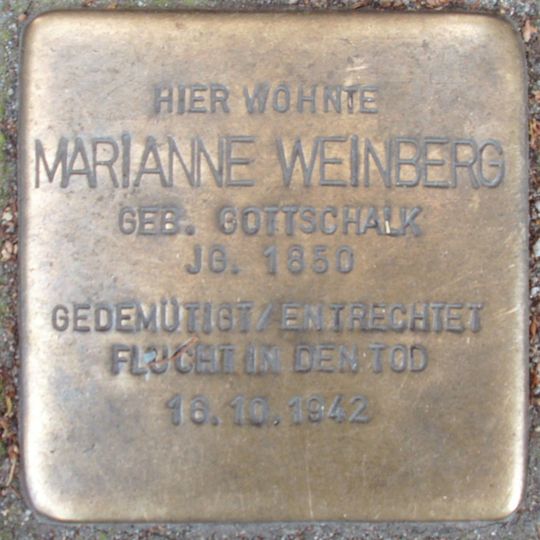 HIER WOHNTE
MARIANNE WEINBERG
GEB. GOTTSCHALK
JG. 1850
GEDEMÜTIGT/ENTRECHTET
FLUCHT IN DEN TOD
16.10.1942